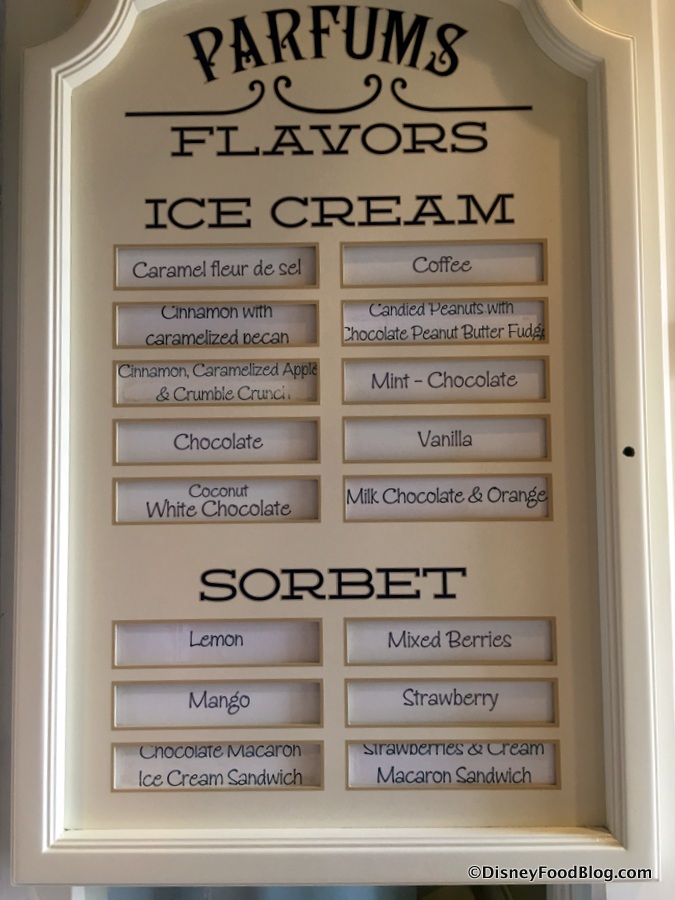 PARFUMS
FLAVORS
ICE CREAM
Caramel fleur de sel
Coffee
Cinnamon with
caramelized pecan
Candied Peanuts with
Chocolate Peanut Butter Fudge
Cinnamon, Caramelized Apple
& Crumble Crunch
Mint - Chocolate
Chocolate
Vanilla
Coconut
White Chocolate
Milk Chocolate & Orange
SORBET
Lemon
Mixed Berries
Mango
Strawberry
Chocolate Macaron
Ice Cream Sandwich
Strawberries & Cream
Macaron Sandwich
©DisneyFoodBlog.com